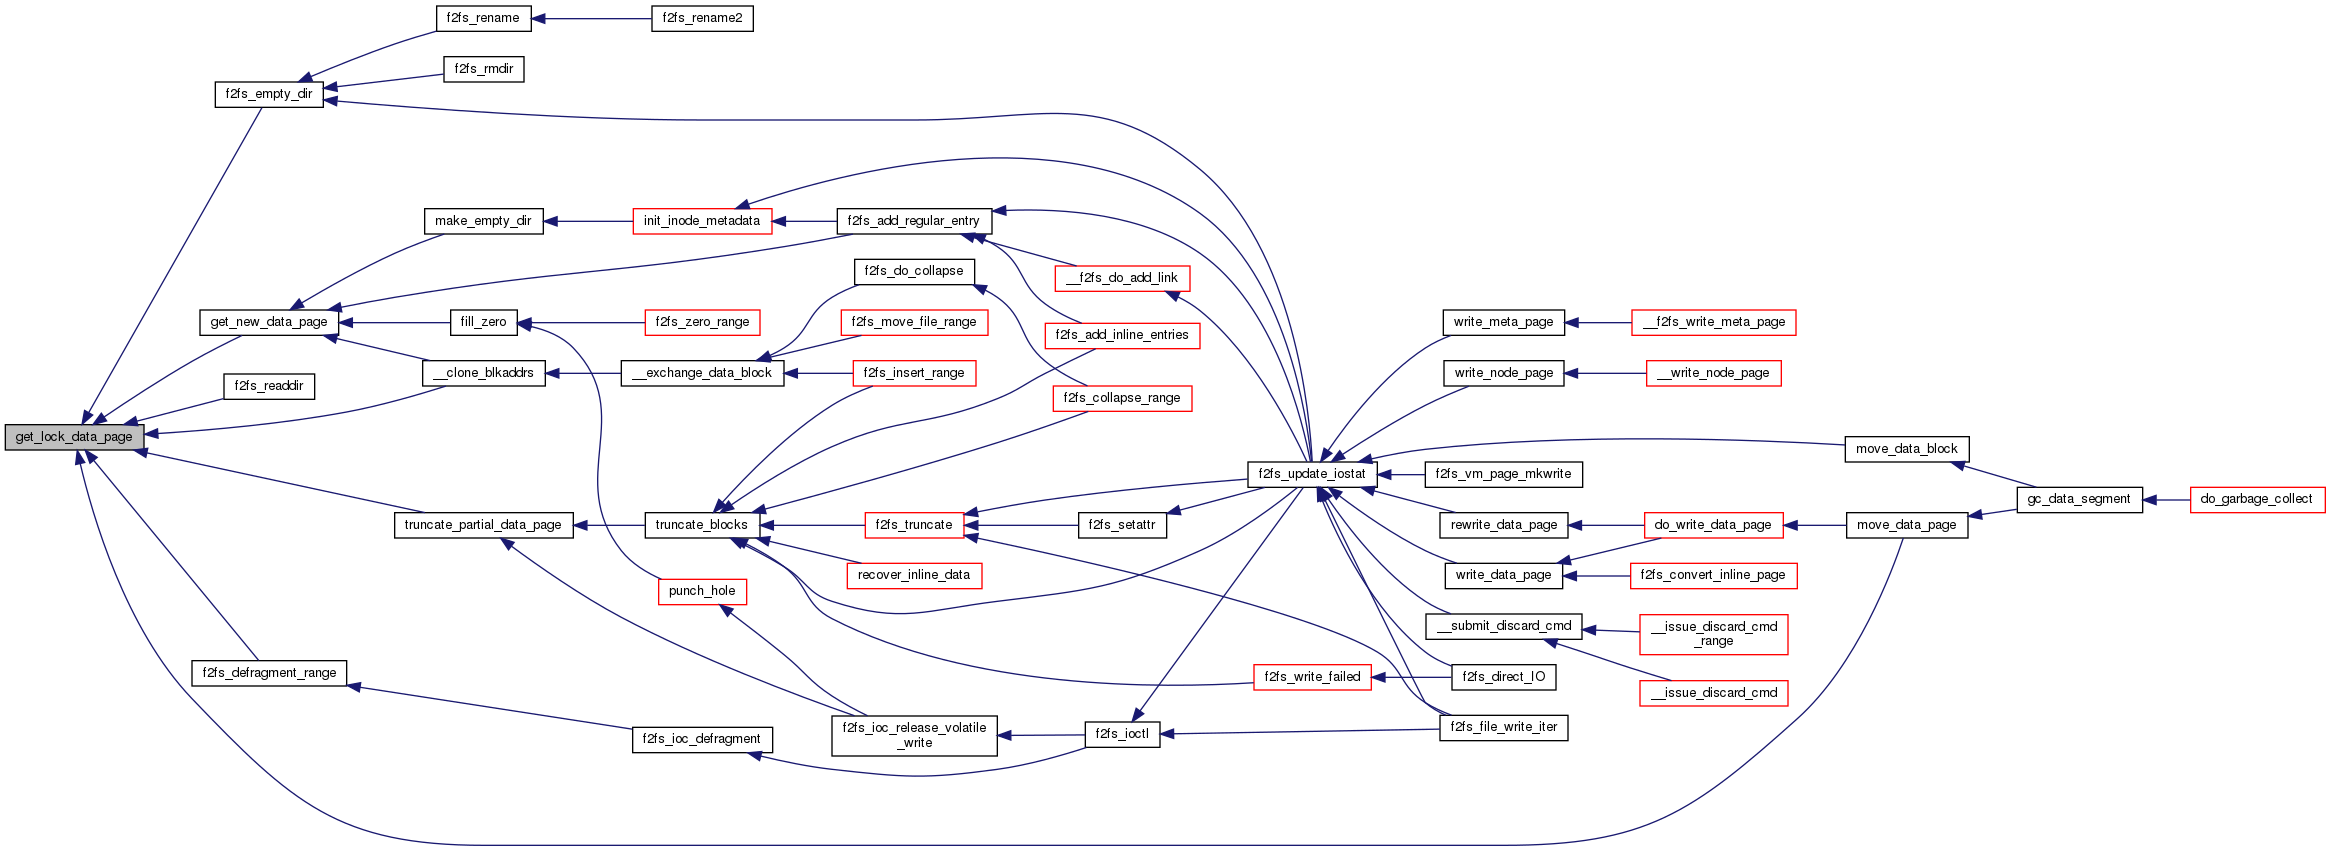 f2fs_rename
f2fs_rename2
f2fs_rmdir
f2fs_empty_dir
make_empty_dir
init_inode_metadata
f2fs_add_regular_entry
f2fs_do_collapse
__f2fs_do_add_link
get_new_data_page
fill_zero
f2fs_zero_range
f2fs_move_file_range
f2fs_add_inline_entries
write_meta_page
__f2fs_write_meta_page
f2fs_readdir
__clone_blkaddrs
__exchange_data_block
f2fs_insert_range
f2fs_collapse_range
write_node_page
__write_node_page
get_lock_data_page
move_data_block
f2fs_update_iostat
f2fs_vm_page_mkwrite
gc_data_segment
do_garbage_collect
truncate_partial_data_page
truncate_blocks
f2fs_truncate
f2fs_setattr
rewrite_data_page
do_write_data_page
move_data_page
recover_inline_data
write_data_page
f2fs_convert_inline_page
punch_hole
__submit_discard_cmd
__issue_discard_cmd
_range
f2fs_defragment_range
f2fs_write_failed
f2fs_direct_IO
__issue_discard_cmd
f2fs_ioc_defragment
f2fs_ioc_release_volatile
_write
f2fs_ioctl
f2fs_file_write_iter